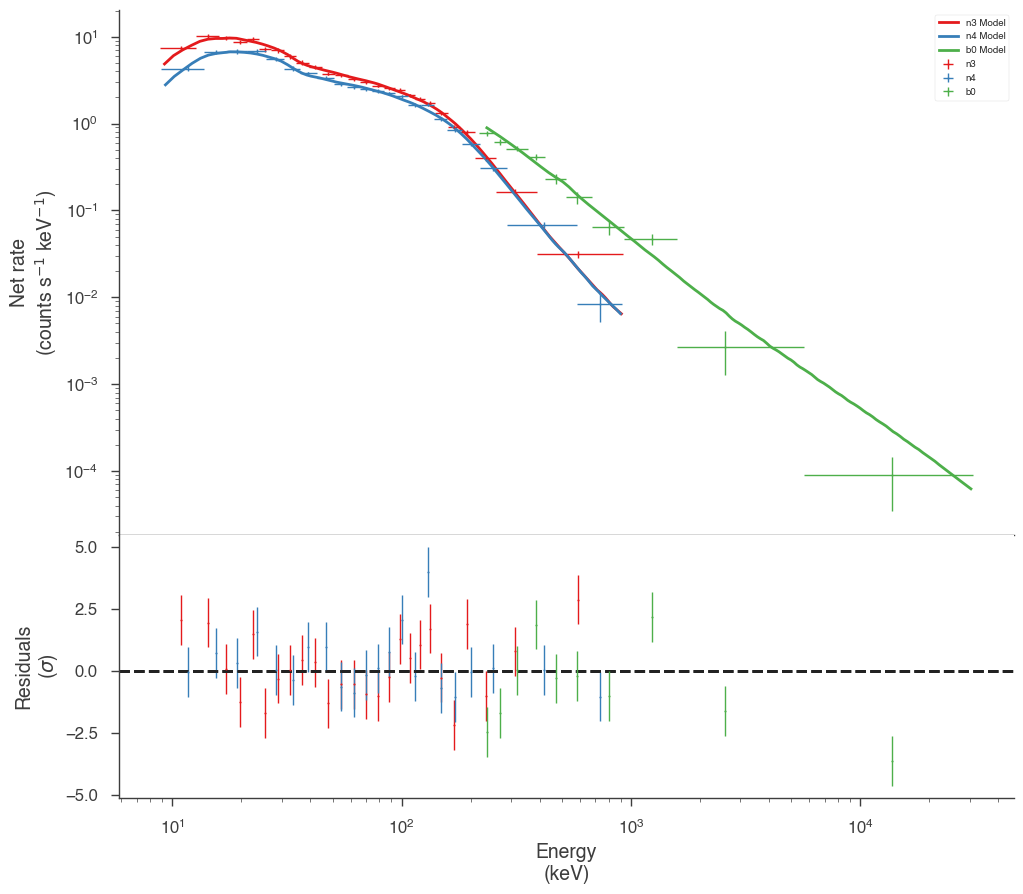 n3 Model
n4 Model
b0 Model
n3
n4
b0
10¹
10⁰
10⁻¹
10⁻²
10⁻³
10⁻⁴
Net rate
(counts s⁻¹ keV⁻¹)
5.0
2.5
0.0
−2.5
−5.0
Residuals
(σ)
10¹ 10² 10³ 10⁴
Energy
(keV)